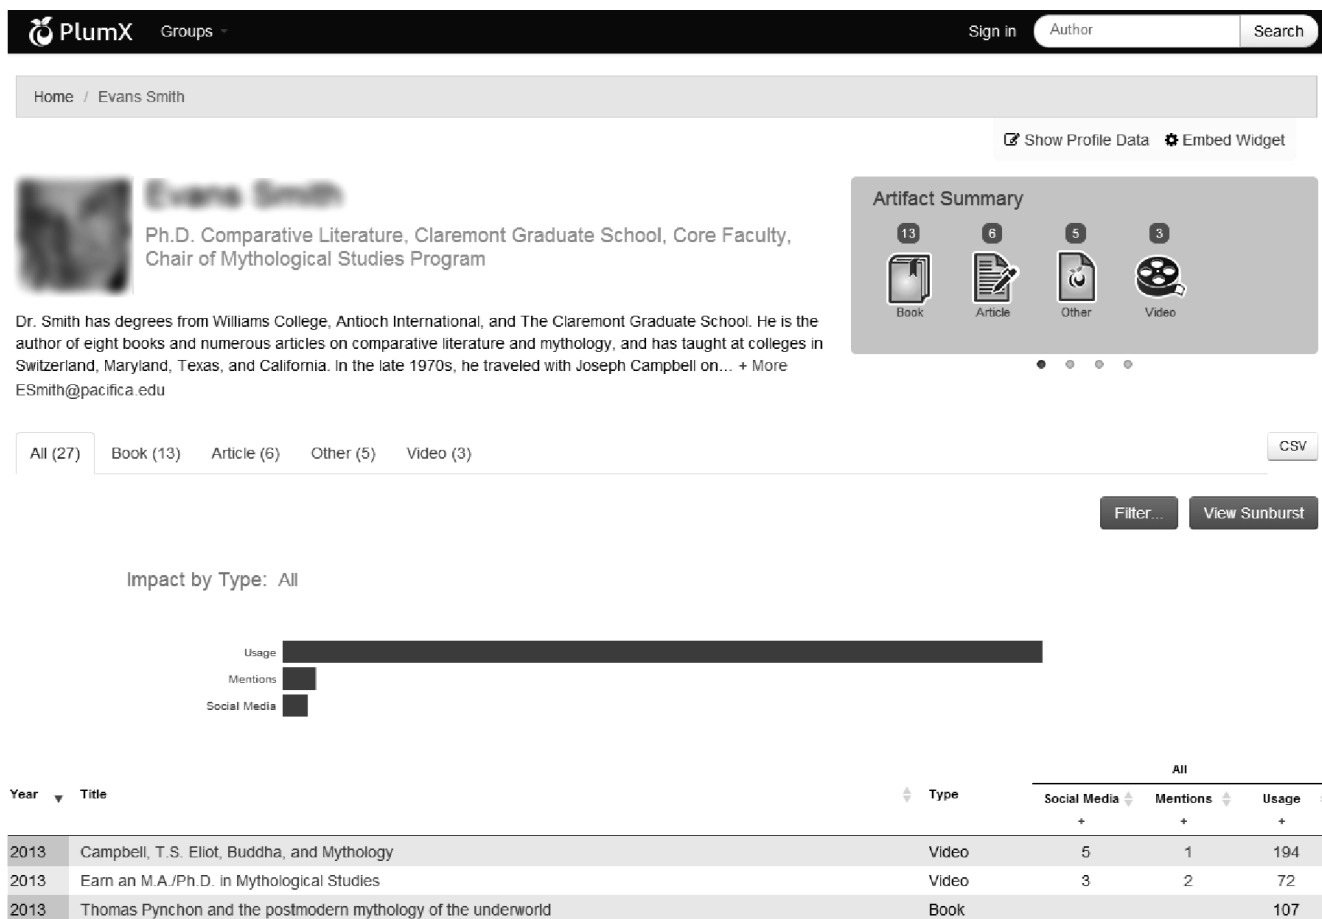 PlumX Groups Sign in Author Search
Home / Evans Smith
Show Profile Data Embed Widget
Evans Smith
Ph.D. Comparative Literature, Claremont Graduate School, Core Faculty,
Chair of Mythological Studies Program
Dr. Smith has degrees from Williams College, Antioch International, and The Claremont Graduate School. He is the
author of eight books and numerous articles on comparative literature and mythology, and has taught at colleges in
Switzerland, Maryland, Texas, and California. In the late 1970s, he traveled with Joseph Campbell on... + More
ESmith@pacifica.edu
Artifact Summary
13 6 5 3
Book Article Other Video
All (27) Book (13) Article (6) Other (5) Video (3) CSV
Filter... View Sunburst
Impact by Type: All
Usage
Mentions
Social Media
All
Year Title Type Social Media Mentions Usage
+ + +
2013 Campbell, T.S. Eliot, Buddha, and Mythology Video 5 1 194
2013 Earn an M.A./Ph.D. in Mythological Studies Video 3 2 72
2013 Thomas Pynchon and the postmodern mythology of the underworld Book 107